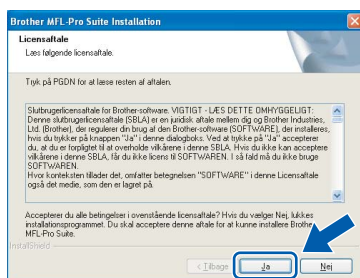 Brother MFL-Pro Suite Installation
Licensaftale
Læs følgende licensaftale.
Tryk på PGDN for at læse resten af aftalen.
Slutbrugerlicensaftale for Brother-software. VIGTIGT - LÆS DETTE OMHYGGELIGT:
Denne slutbrugerlicensaftale (SBLA) er en juridisk aftale mellem dig og Brother Industries,
Ltd. (Brother), der regulerer din brug af den Brother-software (SOFTWARE), der installeres,
hvis du trykker på knappen "Ja" i denne dialogboks. Ved at trykke på "Ja" accepterer
du, at du er forpligtet til at overholde vilkårene i denne SBLA. Hvis du ikke kan acceptere
vilkårene i denne SBLA, får du ikke licens til SOFTWAREN. I så fald må du ikke bruge
SOFTWAREN.
Hvor konteksten tillader det, omfatter betegnelsen "SOFTWARE" i denne Licensaftale
også det medie, som den er lagret på.
Accepterer du alle betingelser i ovenstående licensaftale? Hvis du vælger Nej, lukkes
installationsprogrammet. Du skal acceptere denne aftale for at kunne installere Brother
MFL-Pro Suite.
InstallShield
< Tilbage
Ja
Nej